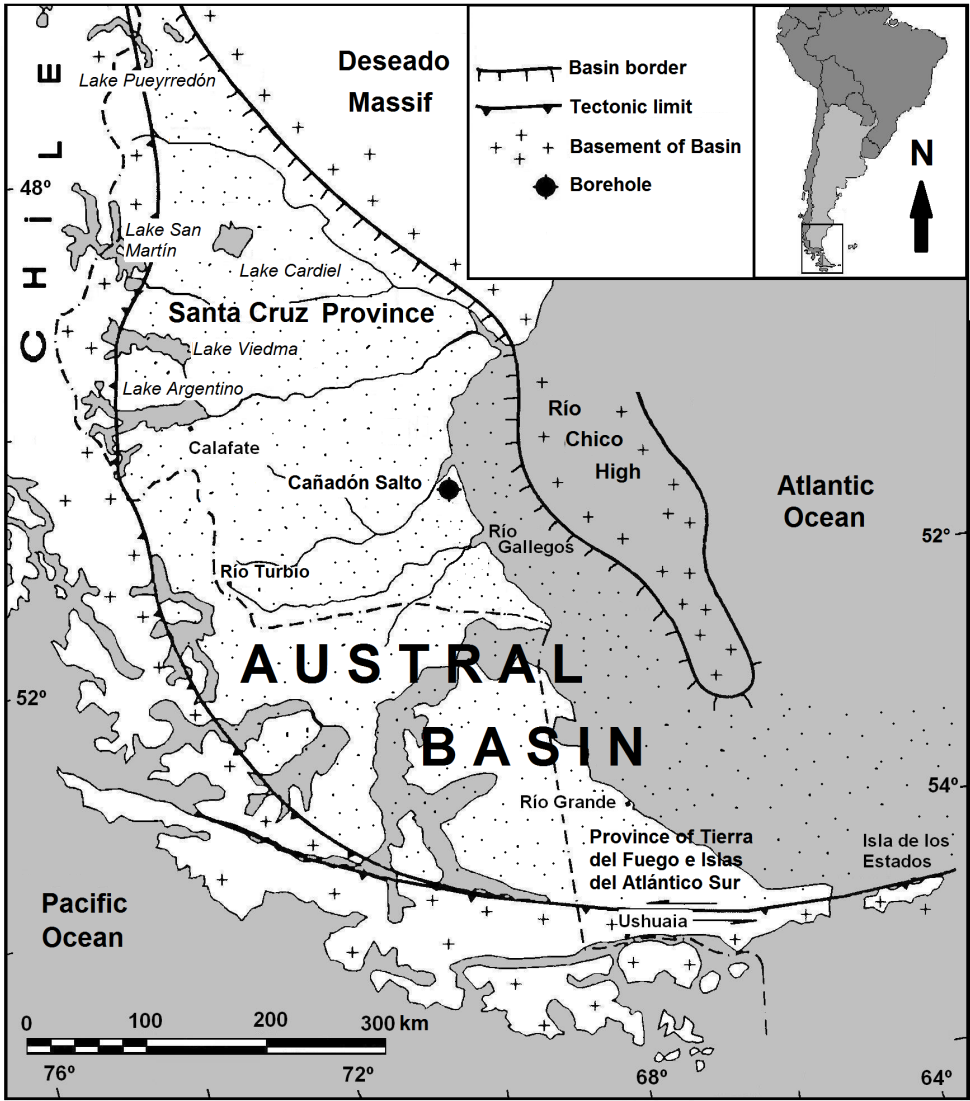 Deseado
Massif
Basin border
Tectonic limit
Basement of Basin
Borehole
N
CHiLE
Lake Pueyrredón
48º
Lake San
Martín
Lake Cardiel
Santa Cruz Province
Lake Viedma
Lake Argentino
Calafate
Cañadón Salto
Río
Chico
High
Atlantic
Ocean
Río
Gallegos
52º
Río Turbio
AUSTRAL
52º
BASIN
54º
Río Grande
Province of Tierra
del Fuego e Islas
del Atlántico Sur
Isla de los
Estados
Ushuaia
Pacific
Ocean
0 100 200 300 km
76º 72º 68º 64º